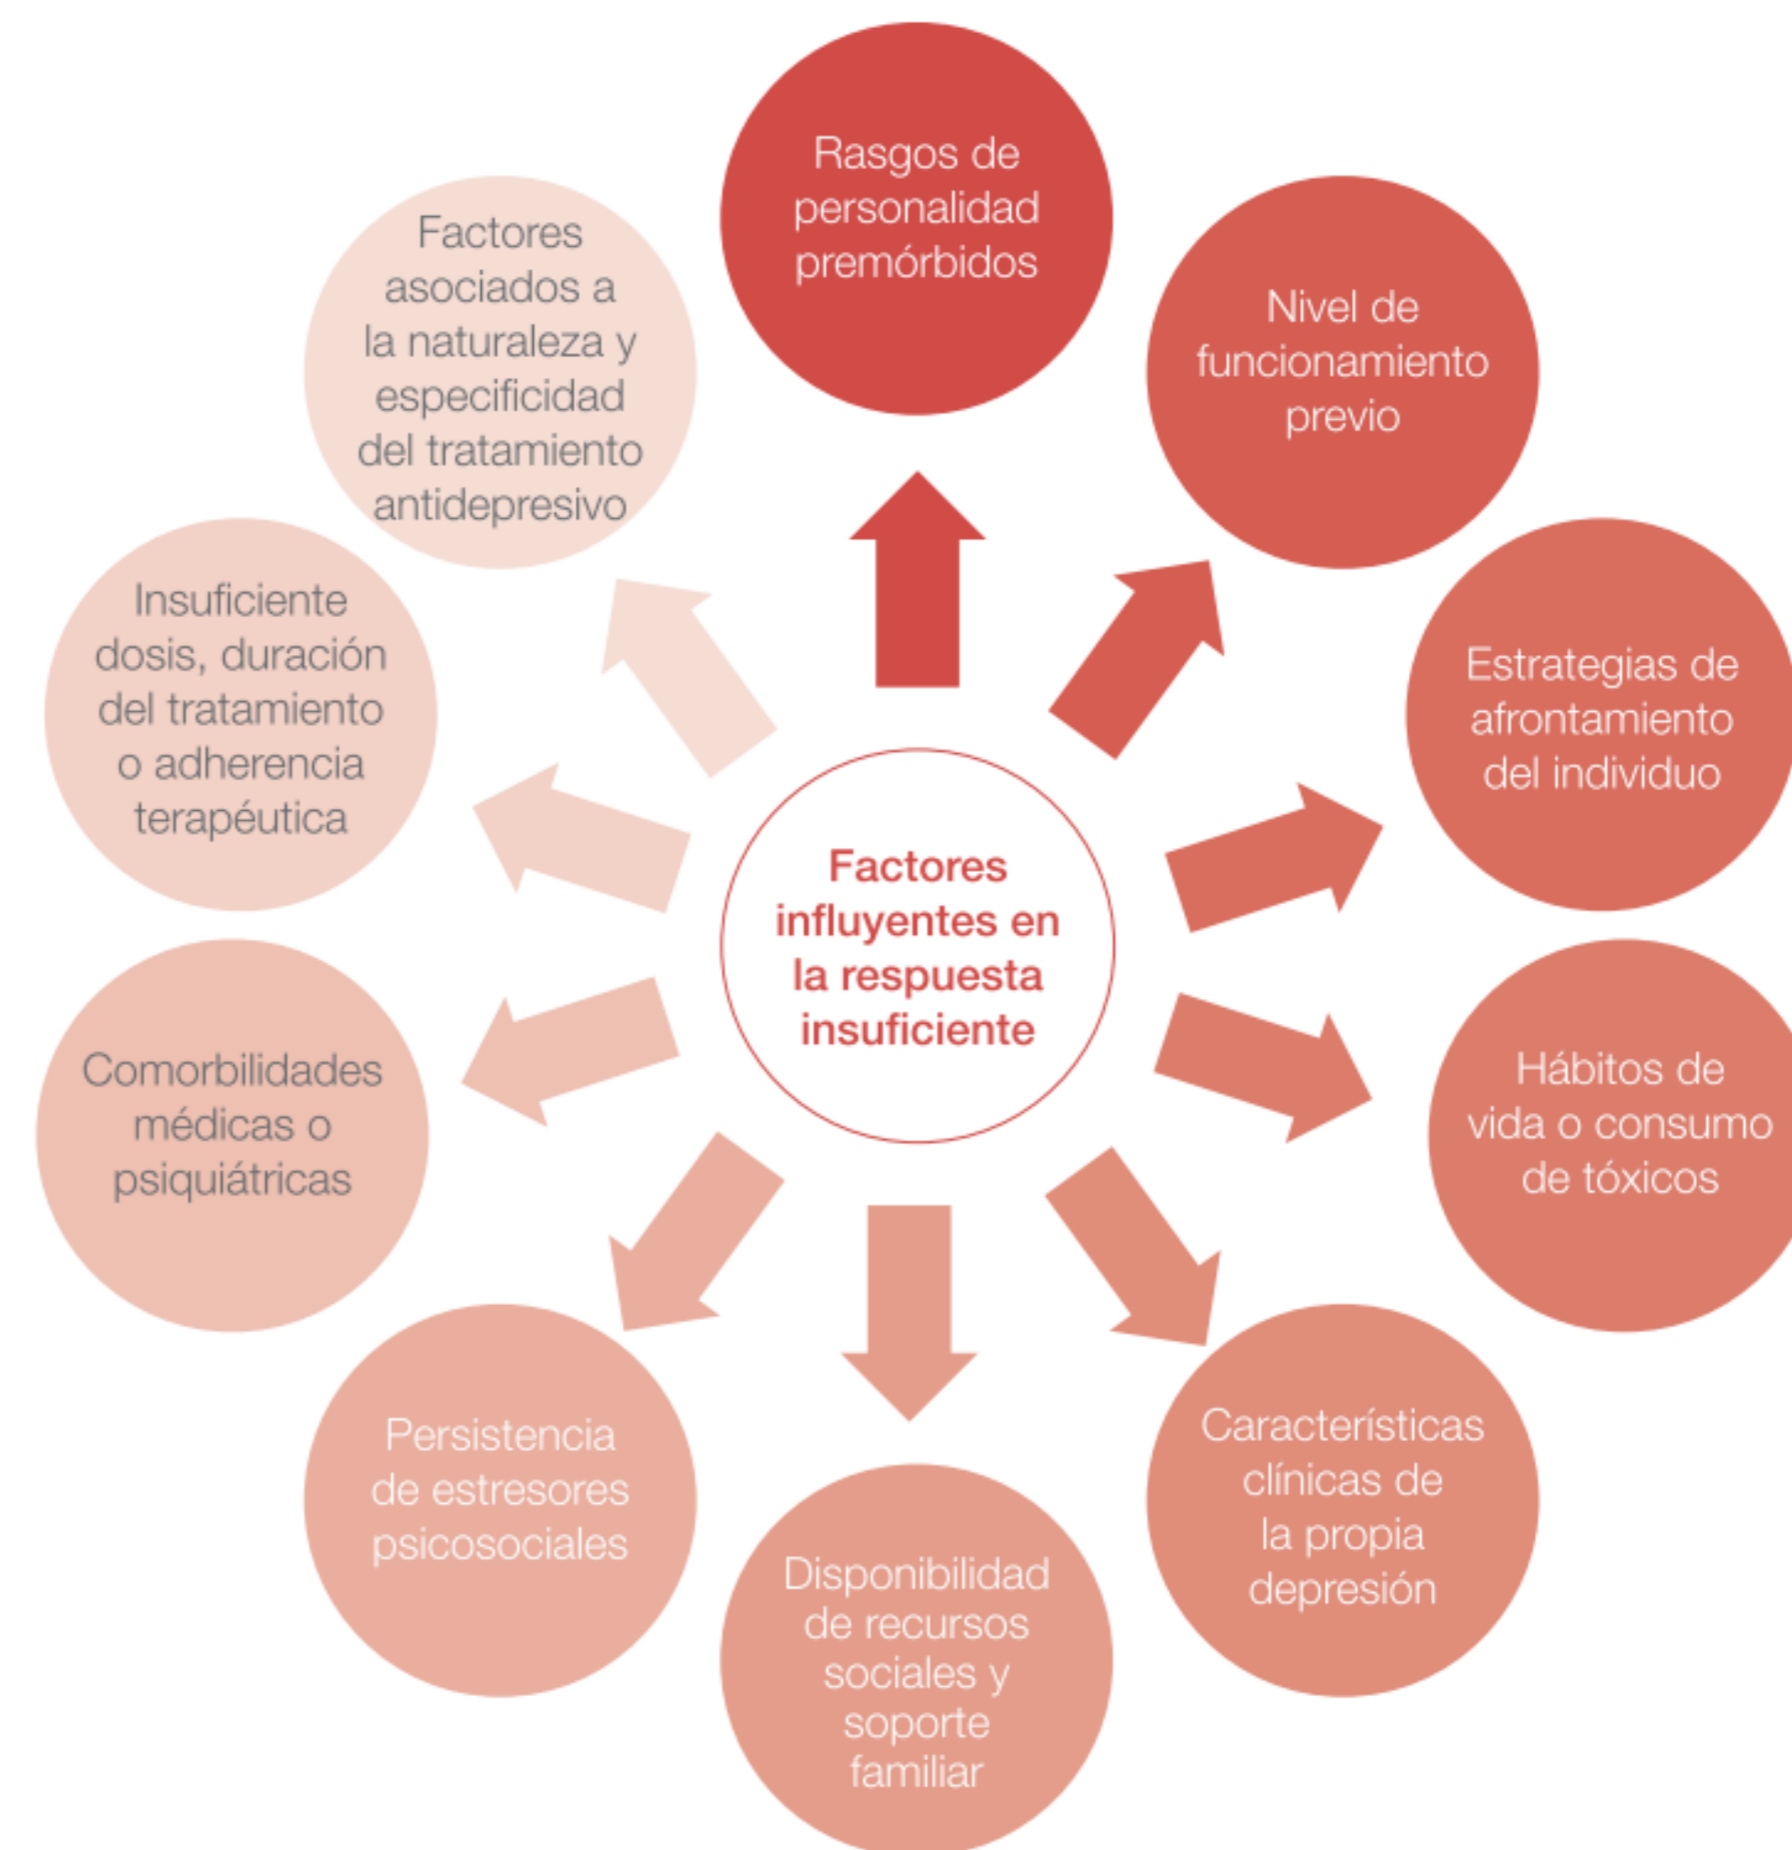 Rasgos de
personalidad
premórbidos
Nivel de
funcionamiento
previo
Estrategias de
afrontamiento
del individuo
Hábitos de
vida o consumo
de tóxicos
Características
clínicas de
la propia
depresión
Disponibilidad
de recursos
sociales y
soporte
familiar
Persistencia
de estresores
psicosociales
Comorbilidades
médicas o
psiquiátricas
Insuficiente
dosis, duración
del tratamiento
o adherencia
terapéutica
Factores
asociados a
la naturaleza y
especificidad
del tratamiento
antidepresivo
Factores
influyentes en
la respuesta
insuficiente